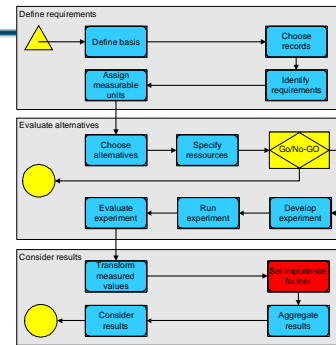 Define requirements
Define basis
Choose
records
Assign
measurable
units
Identify
requirements
Evaluate alternatives
Choose
alternatives
Specify
ressources
Go/No-GO
Evaluate
experiment
Run
experiment
Develop
experiment
Consider results
Transform
measured
values
Set importance
factors
Consider
results
Aggregate
results